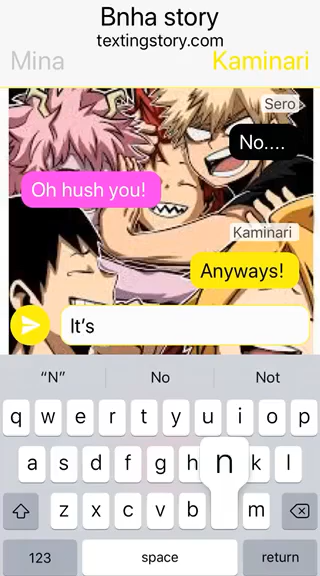 Bnha story
textingstory.com
Mina Kaminari
Sero
No....
Oh hush you!
Kaminari
Anyways!
It's
“N” No Not
q w e r t y u i o p
a s d f g h n k l
z x c v b m
123 space return